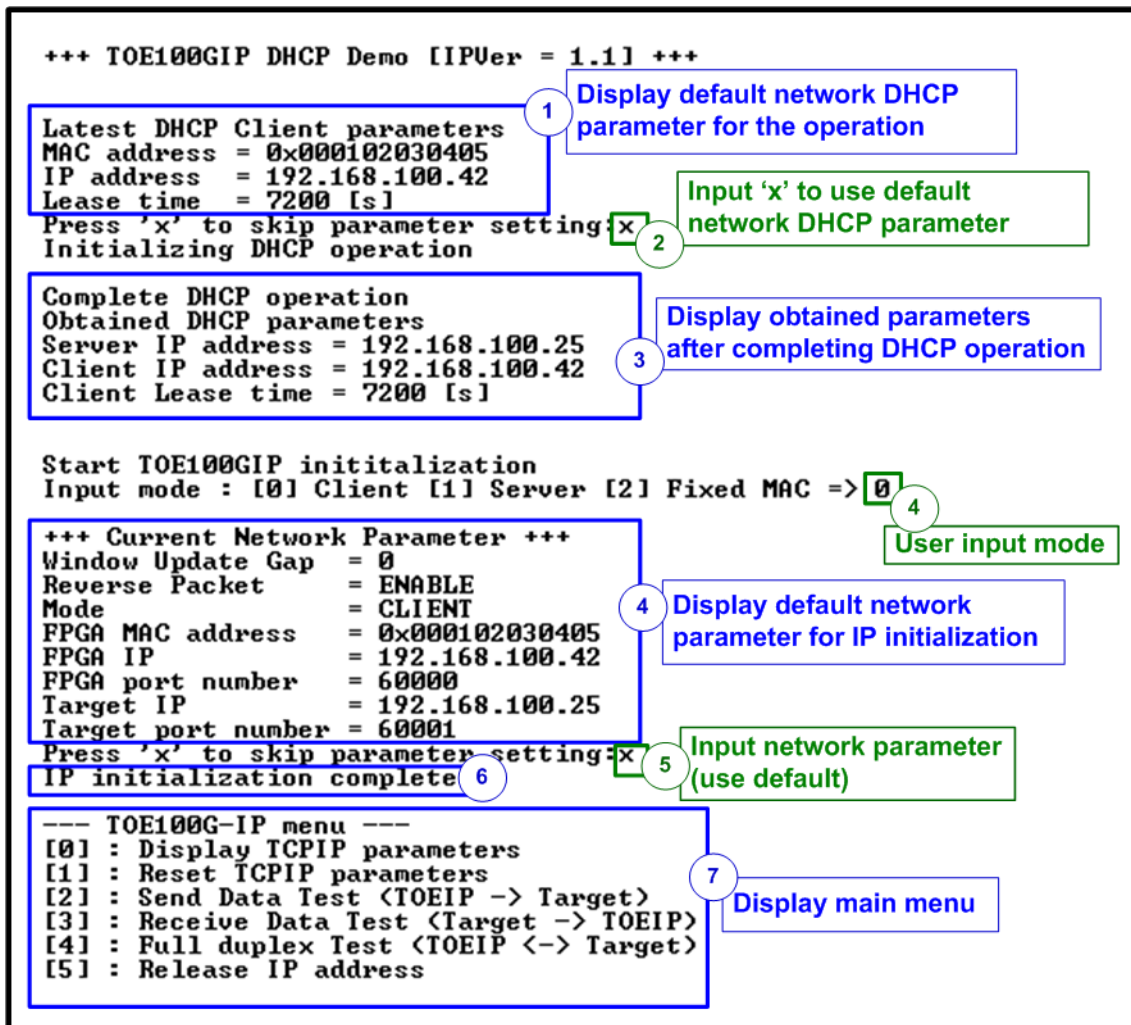 +++ TOE100GIP DHCP Demo [IPVer = 1.1] +++
1
Display default network DHCP
parameter for the operation
Latest DHCP Client parameters
MAC address = 0x000102030405
IP address = 192.168.100.42
Lease time = 7200 [s]
Press 'x' to skip parameter setting:x
2
Input ‘x’ to use default
network DHCP parameter
Initializing DHCP operation
Complete DHCP operation
Obtained DHCP parameters
Server IP address = 192.168.100.25
Client IP address = 192.168.100.42
Client Lease time = 7200 [s]
3
Display obtained parameters
after completing DHCP operation
Start TOE100GIP inititalization
Input mode : [0] Client [1] Server [2] Fixed MAC => 0
4
User input mode
+++ Current Network Parameter +++
Window Update Gap = 0
Reverse Packet = ENABLE
Mode = CLIENT
FPGA MAC address = 0x000102030405
FPGA IP = 192.168.100.42
FPGA port number = 60000
Target IP = 192.168.100.25
Target port number = 60001
4
Display default network
parameter for IP initialization
Press 'x' to skip parameter setting:x
5
Input network parameter
(use default)
IP initialization complete
6
--- TOE100G-IP menu ---
[0] : Display TCPIP parameters
[1] : Reset TCPIP parameters
[2] : Send Data Test (TOEIP -> Target)
[3] : Receive Data Test (Target -> TOEIP)
[4] : Full duplex Test (TOEIP <-> Target)
[5] : Release IP address
7
Display main menu